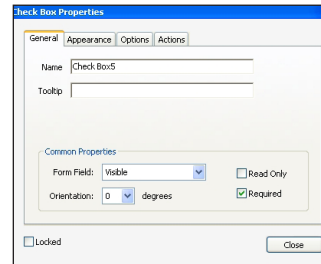 Check Box Properties
General Appearance Options Actions
Name Check Box5
Tooltip
Common Properties
Form Field: Visible Read Only
Orientation: 0 degrees Required
Locked Close